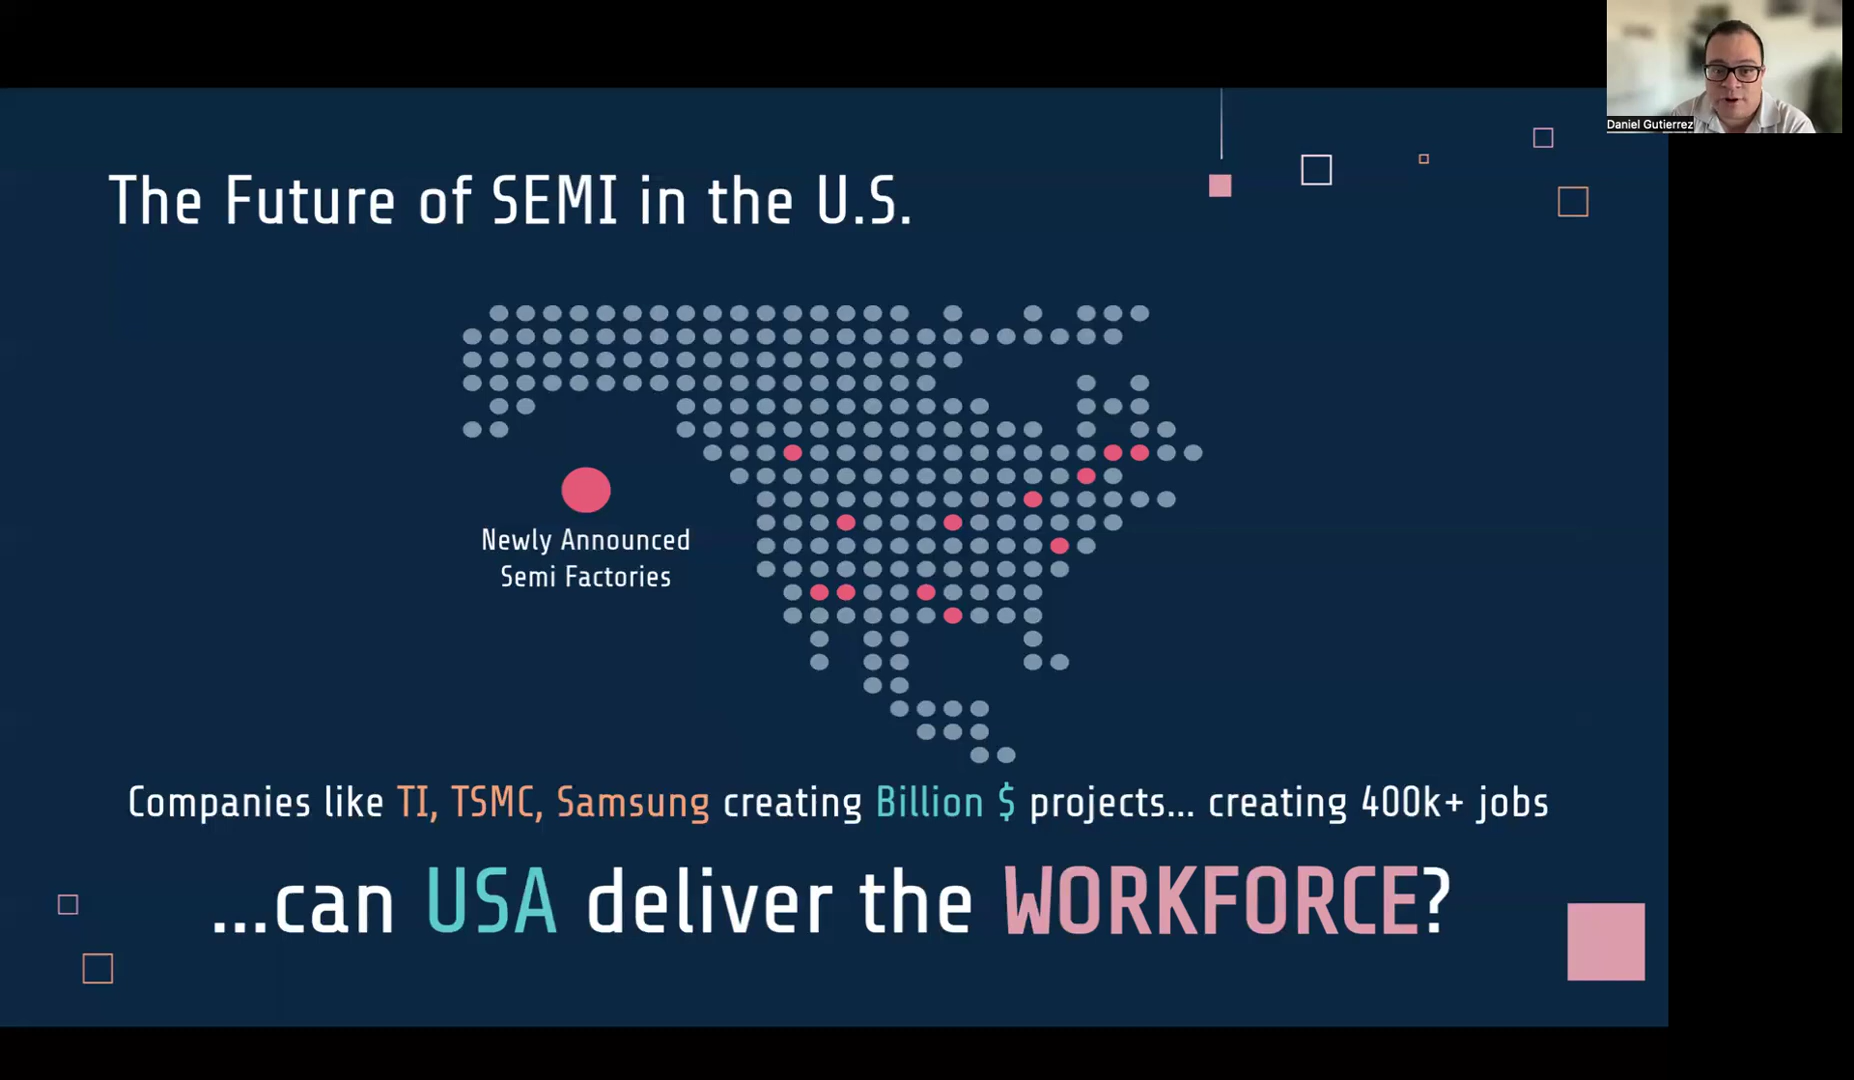 Daniel Gutierrez
The Future of SEMI in the U.S.
Newly Announced
Semi Factories
Companies like TI, TSMC, Samsung creating Billion $ projects... creating 400k+ jobs
...can USA deliver the WORKFORCE?